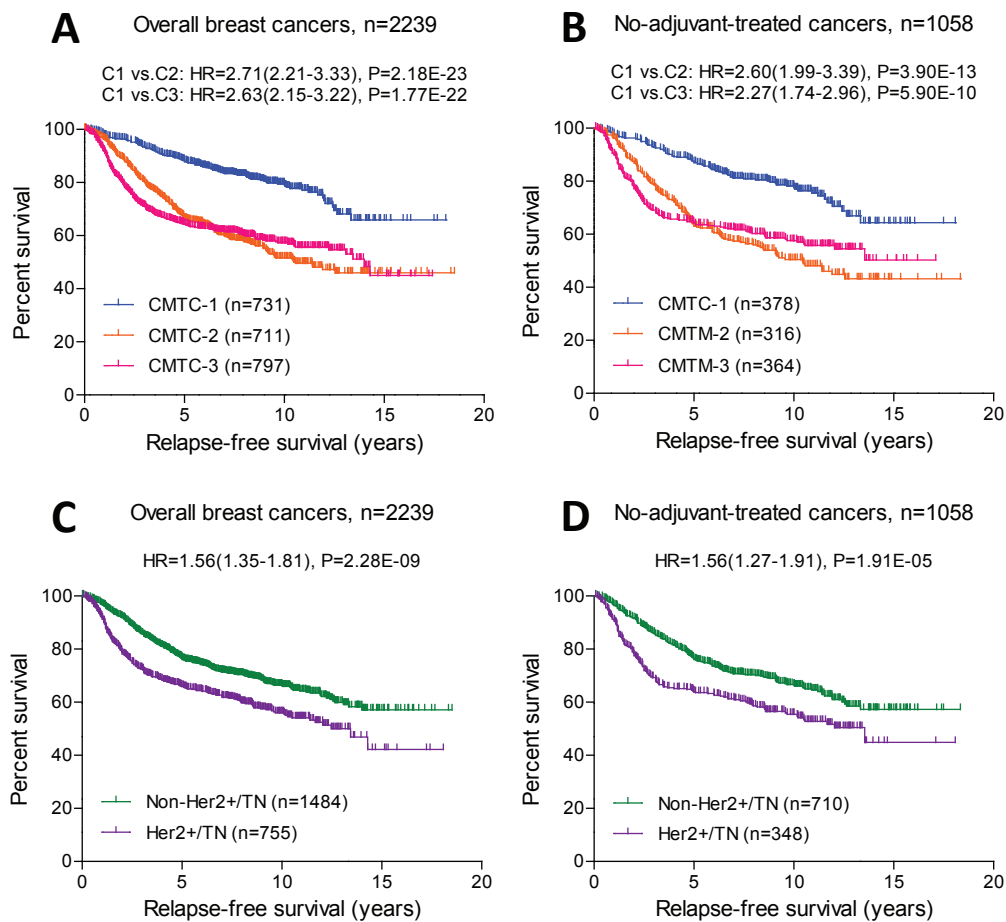 A
Overall breast cancers, n=2239
C1 vs.C2: HR=2.71(2.21-3.33), P=2.18E-23
C1 vs.C3: HR=2.63(2.15-3.22), P=1.77E-22
Percent survival
100
80
60
40
20
0
CMTC-1 (n=731)
CMTC-2 (n=711)
CMTC-3 (n=797)
0 5 10 15 20
Relapse-free survival (years)
B
No-adjuvant-treated cancers, n=1058
C1 vs.C2: HR=2.60(1.99-3.39), P=3.90E-13
C1 vs.C3: HR=2.27(1.74-2.96), P=5.90E-10
Percent survival
100
80
60
40
20
0
CMTC-1 (n=378)
CMTM-2 (n=316)
CMTM-3 (n=364)
0 5 10 15 20
Relapse-free survival (years)
C
Overall breast cancers, n=2239
HR=1.56(1.35-1.81), P=2.28E-09
Percent survival
100
80
60
40
20
0
Non-Her2+/TN (n=1484)
Her2+/TN (n=755)
0 5 10 15 20
Relapse-free survival (years)
D
No-adjuvant-treated cancers, n=1058
HR=1.56(1.27-1.91), P=1.91E-05
Percent survival
100
80
60
40
20
0
Non-Her2+/TN (n=710)
Her2+/TN (n=348)
0 5 10 15 20
Relapse-free survival (years)